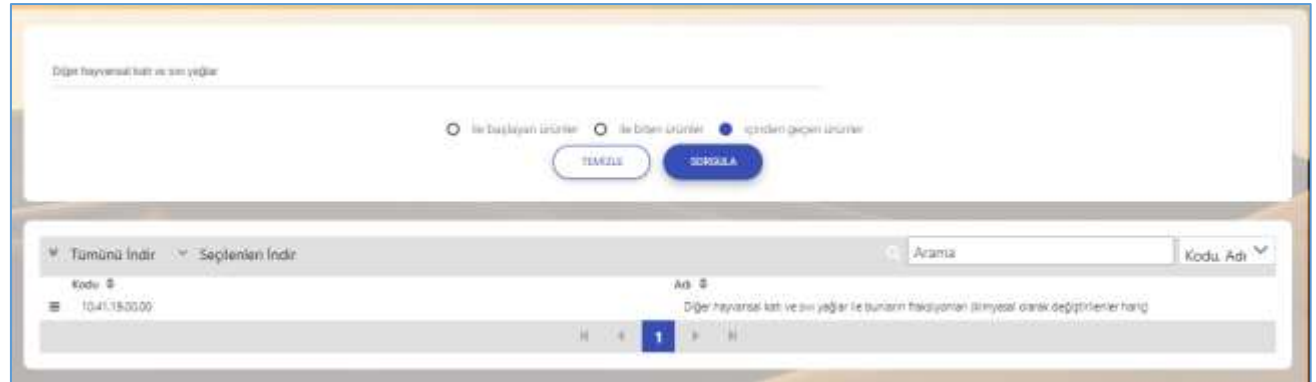 Diğer hayvansal katı ve sıvı yağlar
ile başlayan ürünler ile biten ürünler içinden geçen ürünler
TEMİZLE SORGULA
Tümünü İndir Seçilenleri İndir Arama Kodu, Adı
Kodu Adı
10.41.19.00.00 Diğer hayvansal katı ve sıvı yağlar ile bunların fraksiyonları (kimyasal olarak değiştirilenler hariç)
1